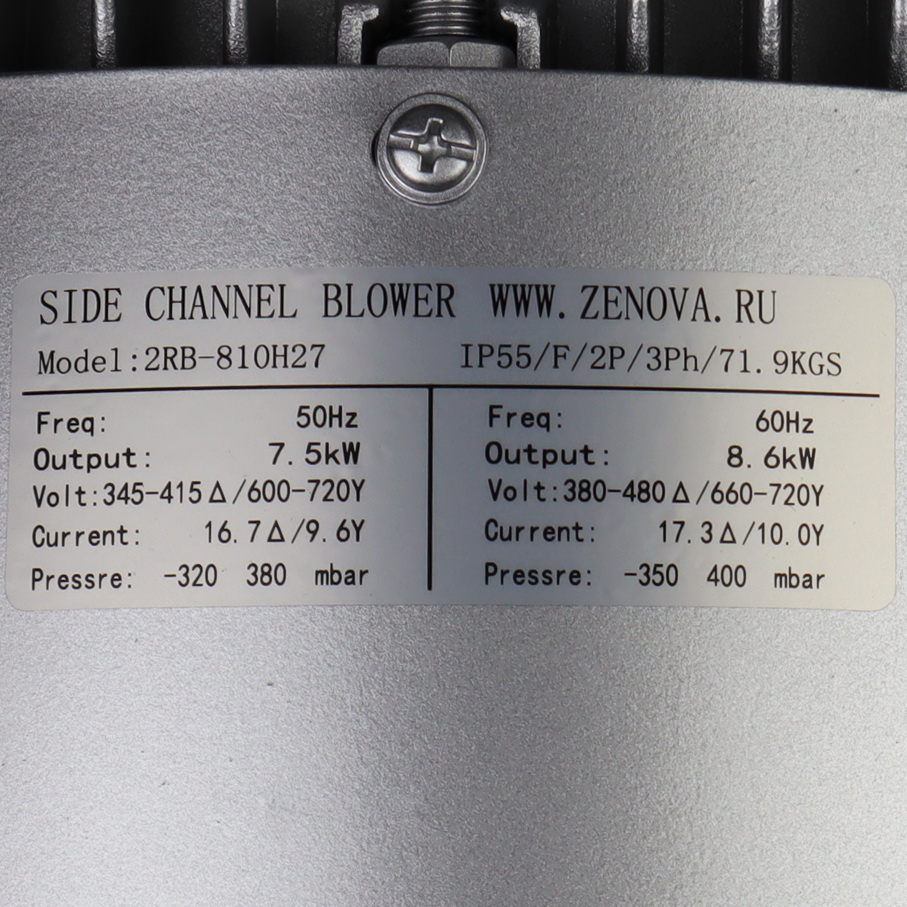 SIDE CHANNEL BLOWER WWW.ZENOVA.RU
Model:2RB-810H27 IP55/F/2P/3Ph/71.9KGS
Freq: 50Hz
Output: 7.5kW
Volt:345-415Δ/600-720Y
Current: 16.7Δ/9.6Y
Pressre: -320 380 mbar
Freq: 60Hz
Output: 8.6kW
Volt:380-480Δ/660-720Y
Current: 17.3Δ/10.0Y
Pressre: -350 400 mbar